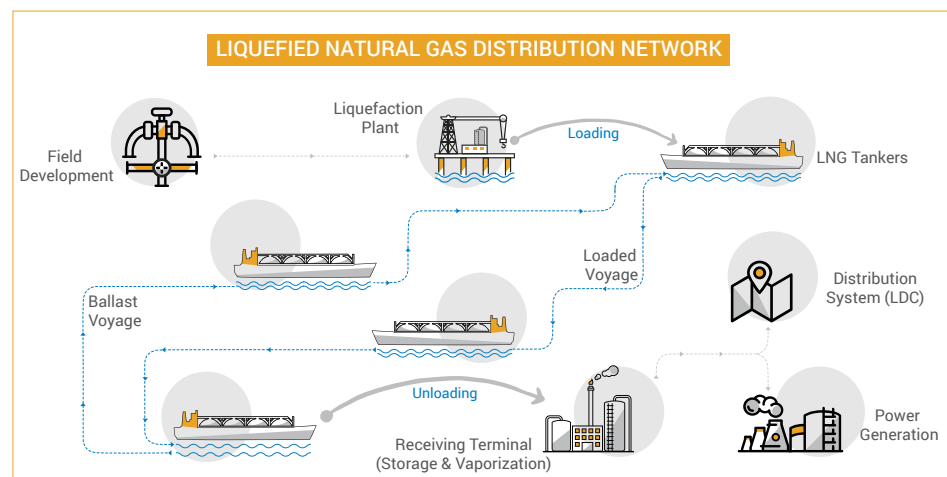 LIQUEFIED NATURAL GAS DISTRIBUTION NETWORK
Field
Development
Liquefaction
Plant
Loading
LNG Tankers
Ballast
Voyage
Loaded
Voyage
Distribution
System (LDC)
Unloading
Receiving Terminal
(Storage & Vaporization)
Power
Generation